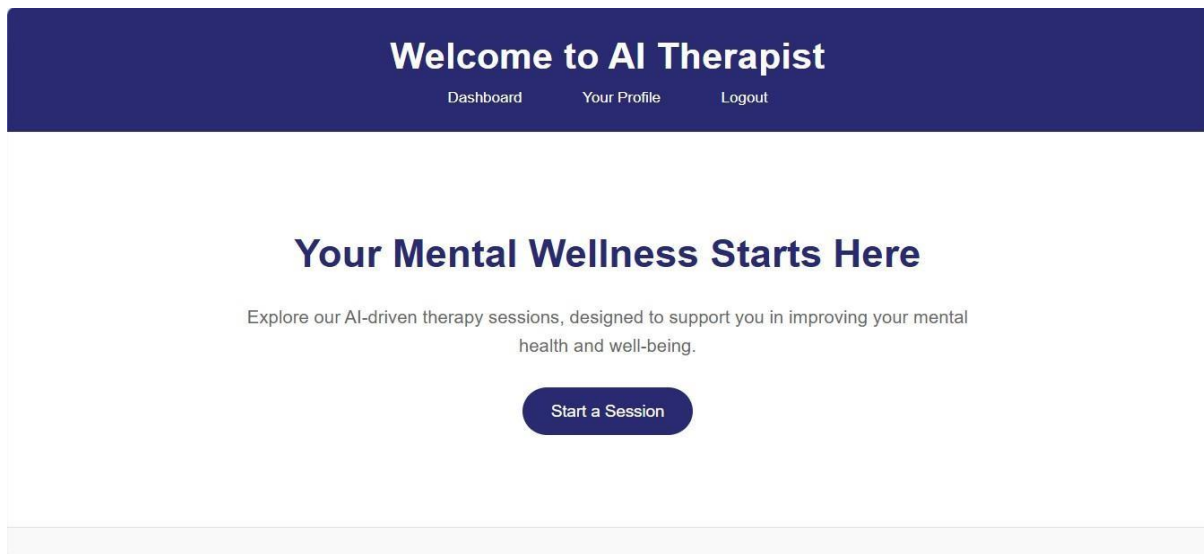 Welcome to AI Therapist
Dashboard Your Profile Logout
Your Mental Wellness Starts Here
Explore our AI-driven therapy sessions, designed to support you in improving your mental
health and well-being.
Start a Session